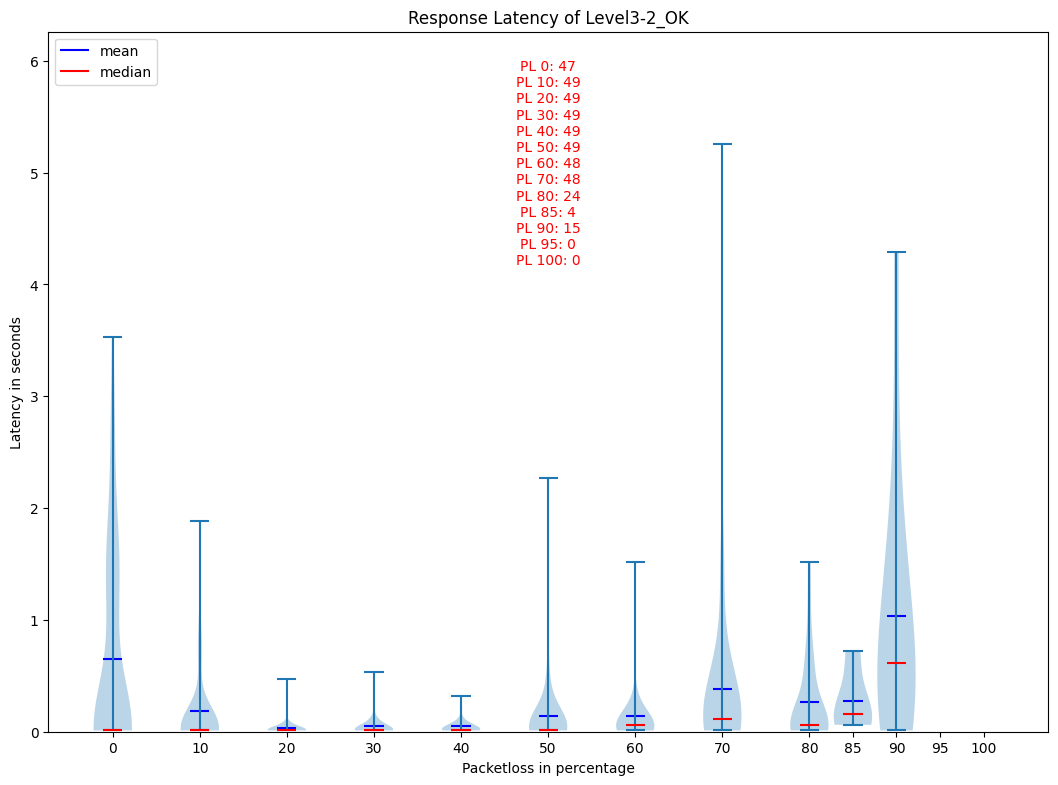 Response Latency of Level3-2_OK
mean
median
PL 0: 47
PL 10: 49
PL 20: 49
PL 30: 49
PL 40: 49
PL 50: 49
PL 60: 48
PL 70: 48
PL 80: 24
PL 85: 4
PL 90: 15
PL 95: 0
PL 100: 0
6
5
4
3
2
1
0
Latency in seconds
0 10 20 30 40 50 60 70 80 85 90 95 100
Packetloss in percentage